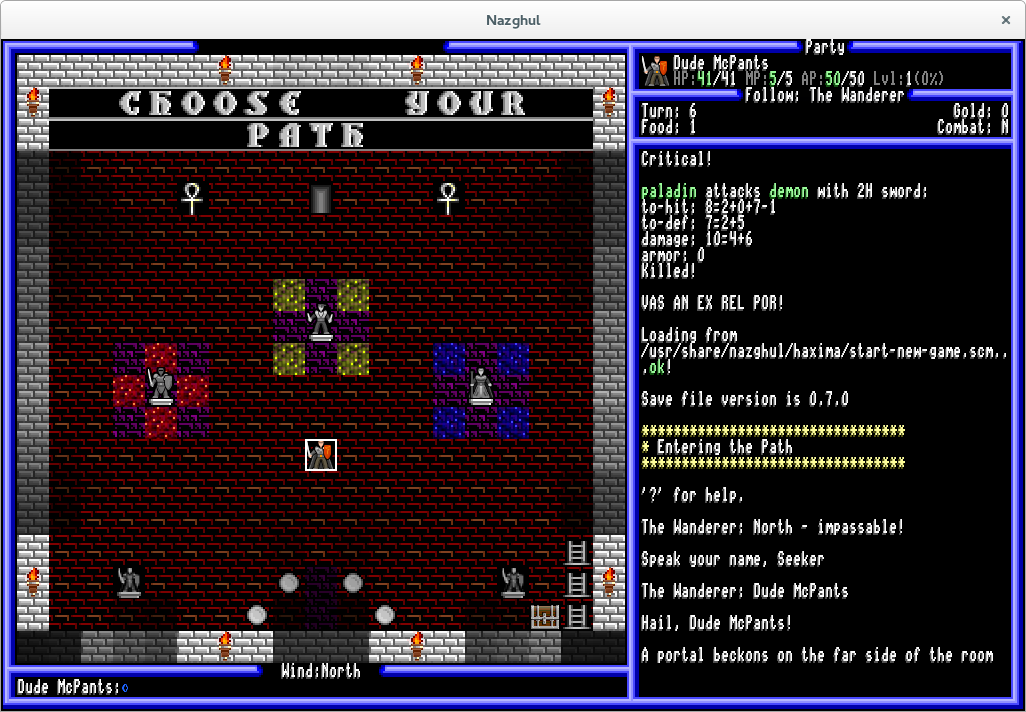 Nazghul
Party
Dude McPants
HP:41/41 MP:5/5 AP:50/50 Lvl:1(0%)
Follow: The Wanderer
Turn: 6 Gold: 0
Food: 1 Combat: N
CHOOSE YOUR
PATH
Critical!
paladin attacks demon with 2H sword:
to-hit: 8=2+0+7-1
to-def: 7=2+5
damage: 10=4+6
armor: 0
Killed!
VAS AN EX REL POR!
Loading from
/usr/share/nazghul/haxima/start-new-game.scm..
.ok!
Save file version is 0.7.0
*********************************
* Entering the Path
*********************************
'?' for help.
The Wanderer: North - impassable!
Speak your name, Seeker
The Wanderer: Dude McPants
Hail, Dude McPants!
A portal beckons on the far side of the room
Wind:North
Dude McPants: